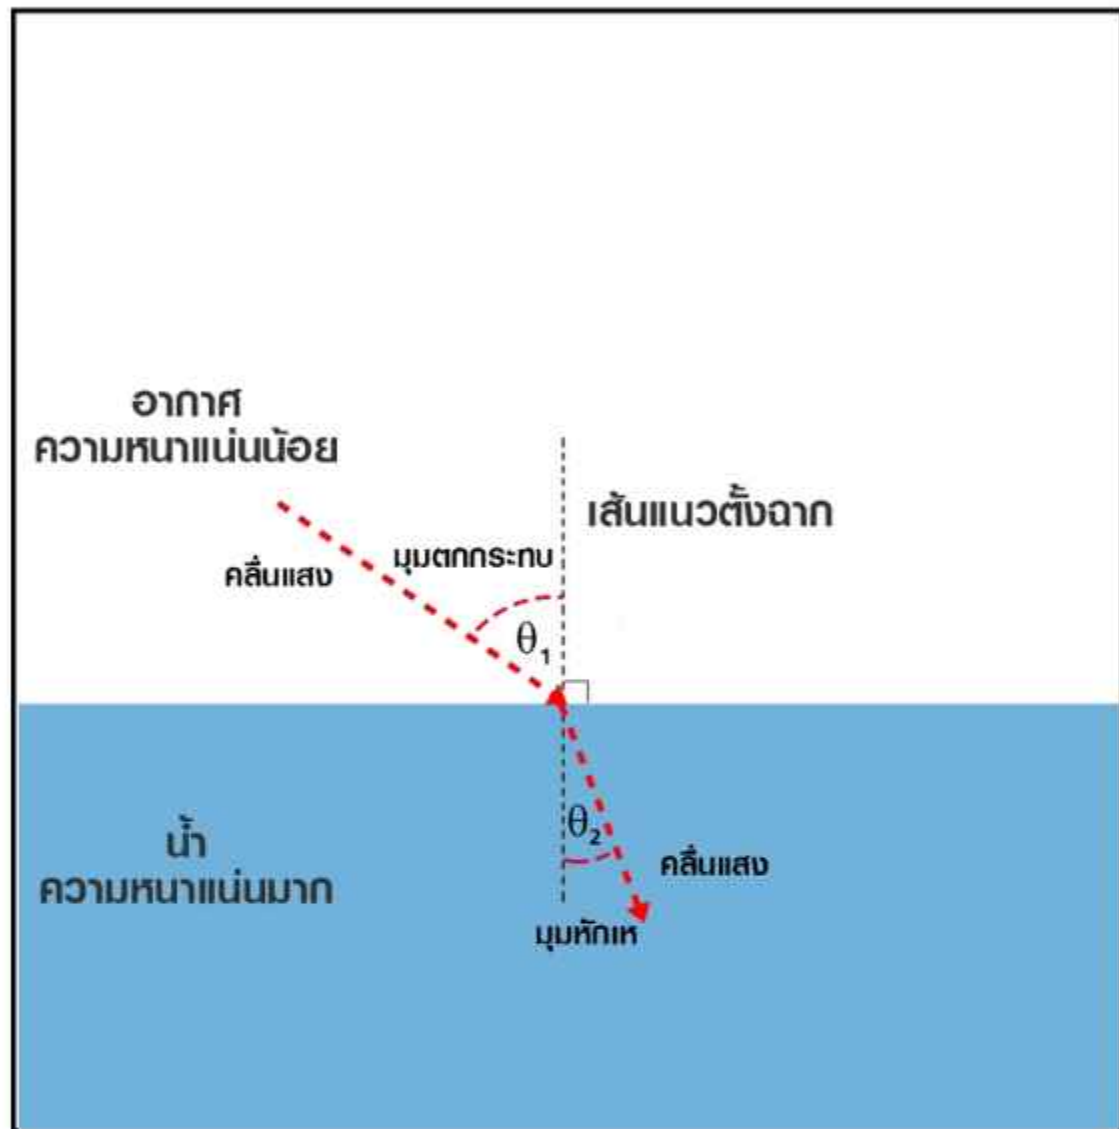 อากาศ
ความหนาแน่นน้อย
เส้นแนวตั้งฉาก
มุมตกกระทบ
คลื่นแสง
θ₁
θ₂
น้ำ
ความหนาแน่นมาก
คลื่นแสง
มุมหักเห